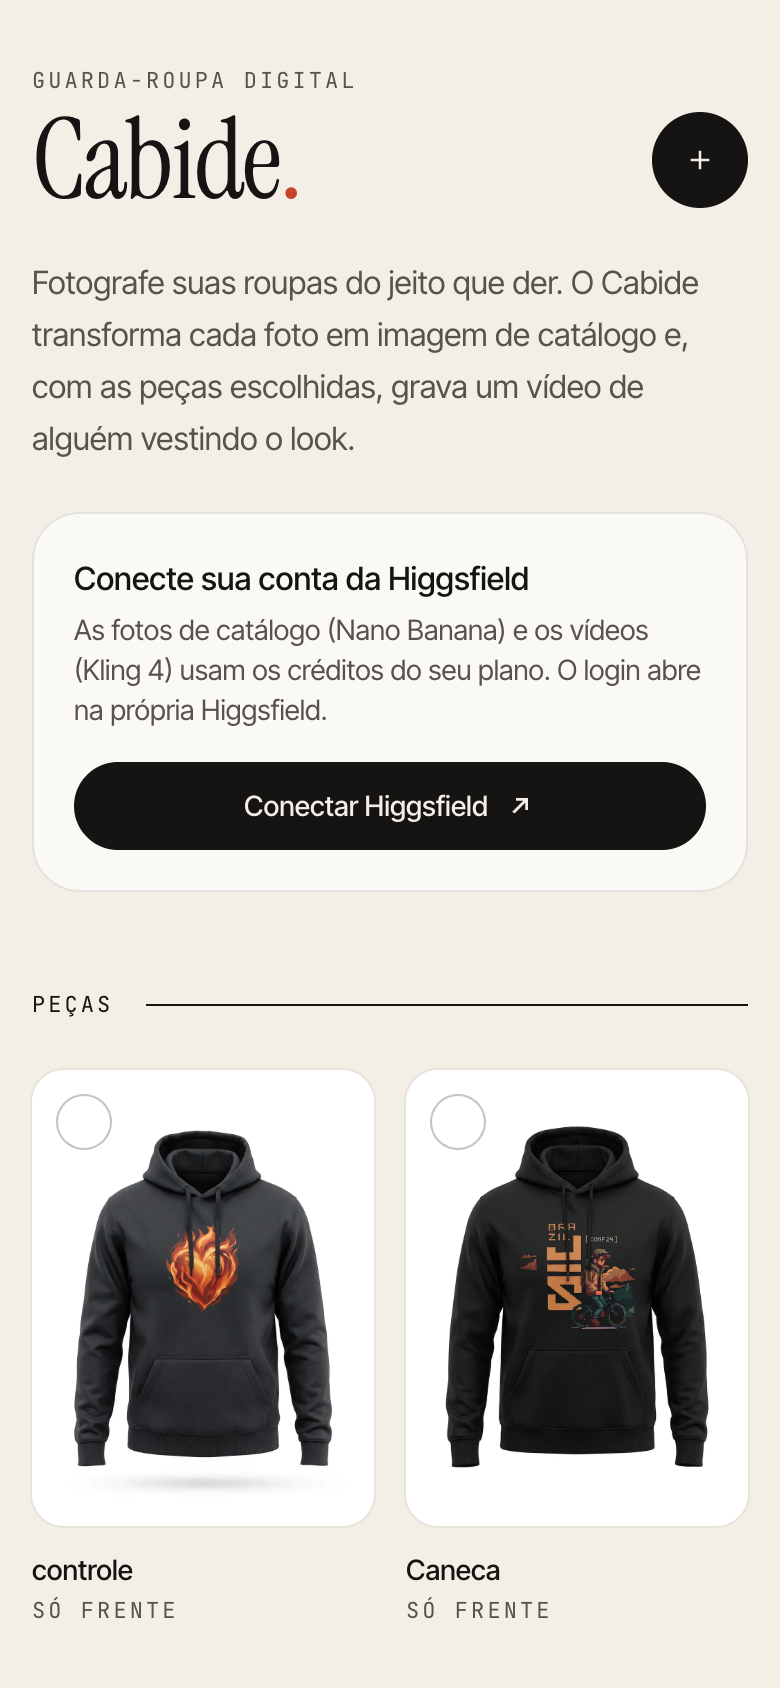 GUARDA-ROUPA DIGITAL
Cabide.
+
Fotografe suas roupas do jeito que der. O Cabide
transforma cada foto em imagem de catálogo e,
com as peças escolhidas, grava um vídeo de
alguém vestindo o look.
Conecte sua conta da Higgsfield
As fotos de catálogo (Nano Banana) e os vídeos
(Kling 4) usam os créditos do seu plano. O login abre
na própria Higgsfield.
Conectar Higgsfield ↗
PEÇAS
BRA
ZIL
[CONF24]
controle
SÓ FRENTE
Caneca
SÓ FRENTE